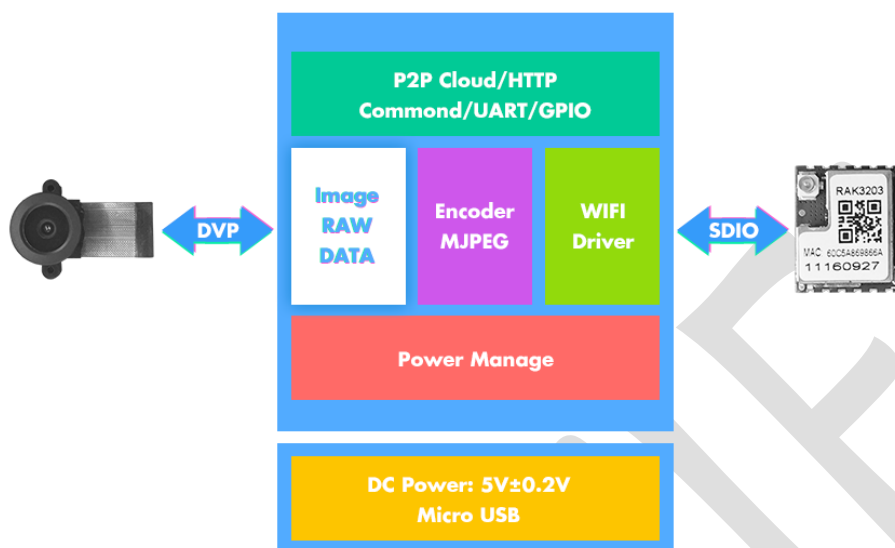 P2P Cloud/HTTP
Commond/UART/GPIO
Image
RAW
DATA
Encoder
MJPEG
WIFI
Driver
DVP
SDIO
RAK3203
MAC: 60C5A869866A
11160927
Power Manage
DC Power: 5V±0.2V
Micro USB